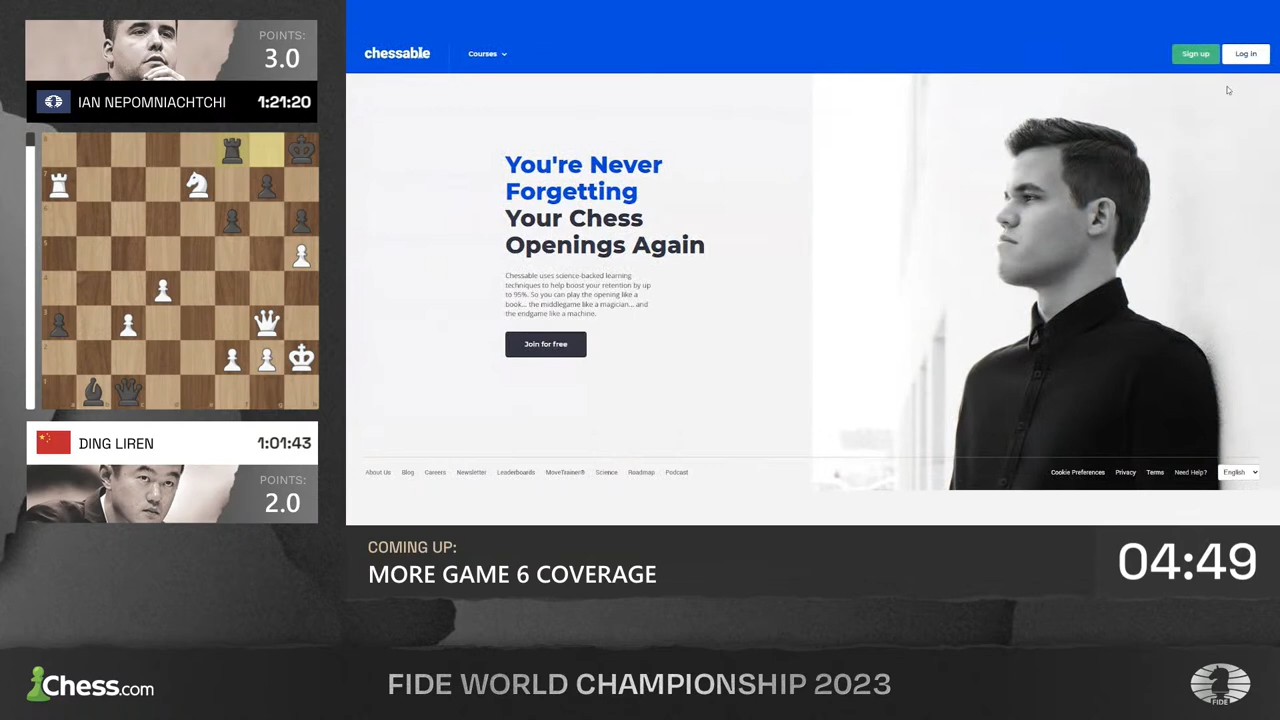 POINTS:
3.0
IAN NEPOMNIACHTCHI 1:21:20
DING LIREN 1:01:43
POINTS:
2.0
chessable Courses Sign up Log in
You're Never
Forgetting
Your Chess
Openings Again
Chessable uses science-backed learning
techniques to help boost your retention by up
to 95%. So you can play the opening like a
book... the middlegame like a magician... and
the endgame like a machine.
Join for free
About Us Blog Careers Newsletter Leaderboards MoveTrainer® Science Roadmap Podcast Cookie Preferences Privacy Terms Need Help? English
COMING UP:
MORE GAME 6 COVERAGE
04:49
Chess.com
FIDE WORLD CHAMPIONSHIP 2023
FIDE